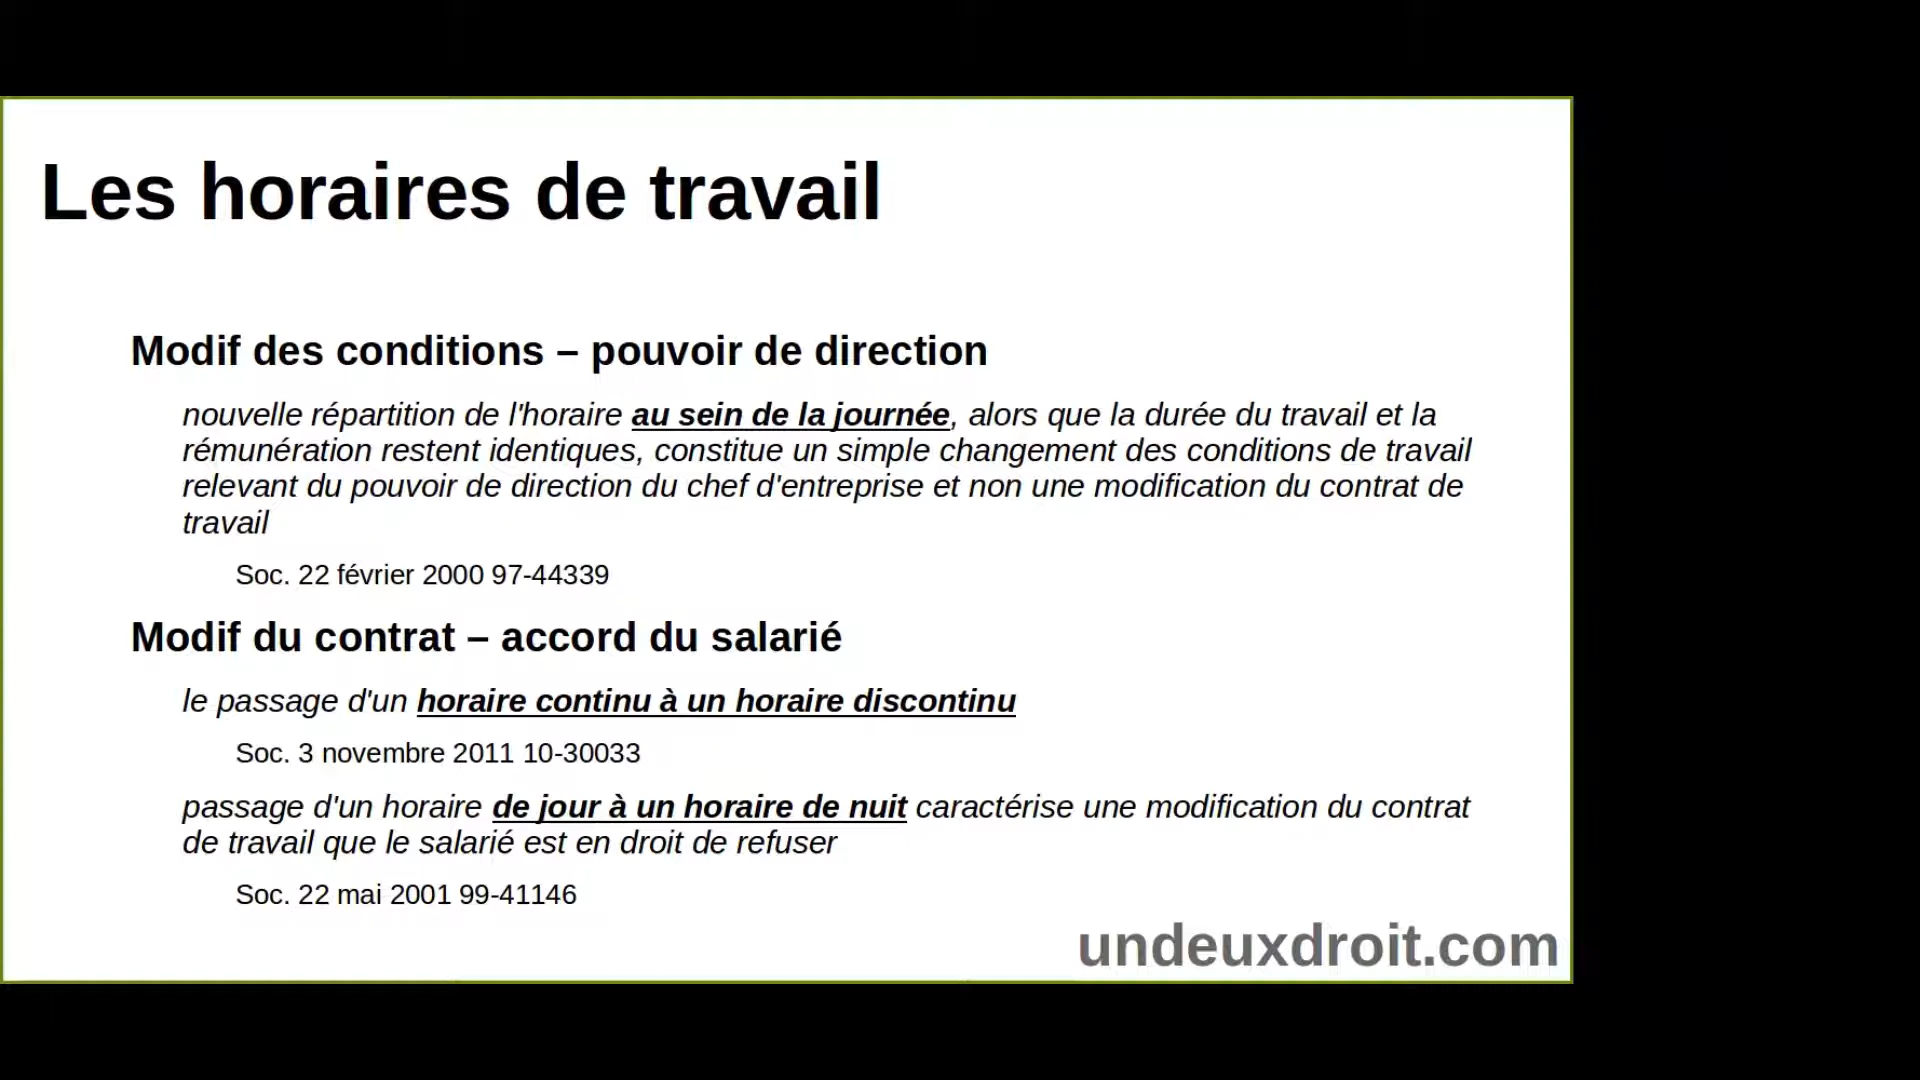 Les horaires de travail
Modif des conditions – pouvoir de direction
nouvelle répartition de l'horaire au sein de la journée, alors que la durée du travail et la
rémunération restent identiques, constitue un simple changement des conditions de travail
relevant du pouvoir de direction du chef d'entreprise et non une modification du contrat de
travail
Soc. 22 février 2000 97-44339
Modif du contrat – accord du salarié
le passage d'un horaire continu à un horaire discontinu
Soc. 3 novembre 2011 10-30033
passage d'un horaire de jour à un horaire de nuit caractérise une modification du contrat
de travail que le salarié est en droit de refuser
Soc. 22 mai 2001 99-41146
undeuxdroit.com